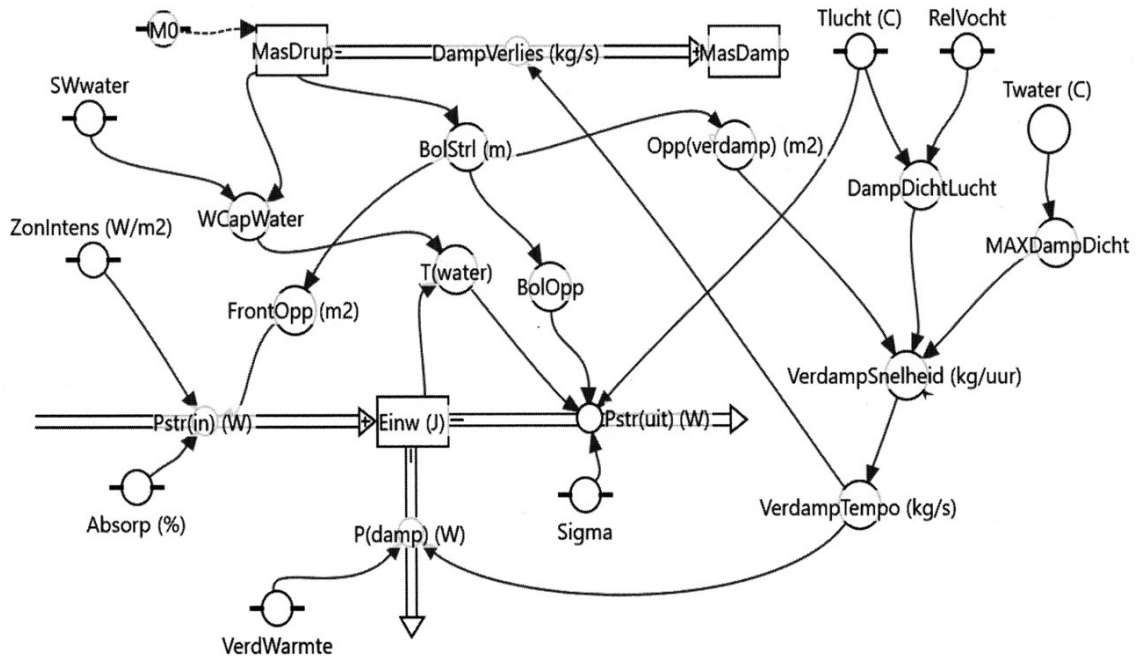 M0
MasDrup
DampVerlies (kg/s)
MasDamp
Tlucht (C)
RelVocht
SWwater
Twater (C)
BolStrl (m)
Opp(verdamp) (m2)
DampDichtLucht
WCapWater
ZonIntens (W/m2)
MAXDampDicht
T(water)
BolOpp
FrontOpp (m2)
VerdampSnelheid (kg/uur)
Pstr(in) (W)
Einw (J)
Pstr(uit) (W)
Absorp (%)
Sigma
VerdampTempo (kg/s)
P(damp) (W)
VerdWarmte